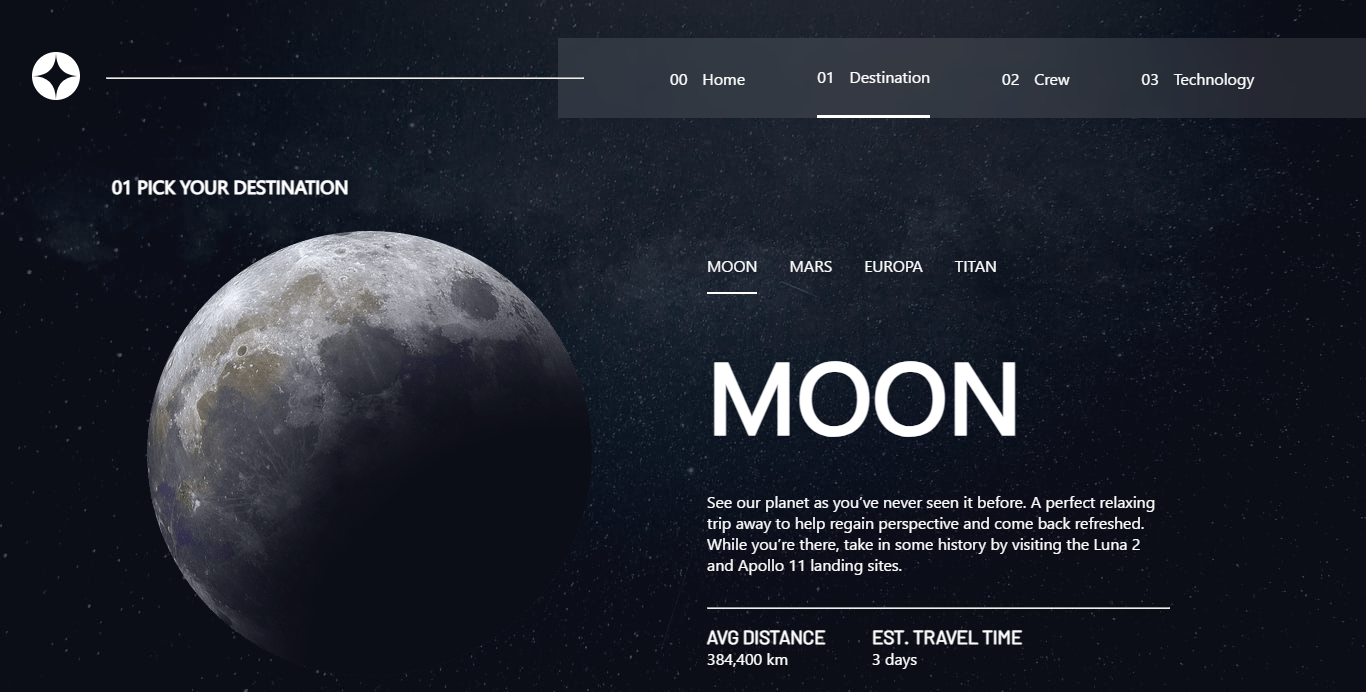 00 Home 01 Destination 02 Crew 03 Technology
01 PICK YOUR DESTINATION
MOON MARS EUROPA TITAN
MOON
See our planet as you’ve never seen it before. A perfect relaxing
trip away to help regain perspective and come back refreshed.
While you’re there, take in some history by visiting the Luna 2
and Apollo 11 landing sites.
AVG DISTANCE EST. TRAVEL TIME
384,400 km 3 days